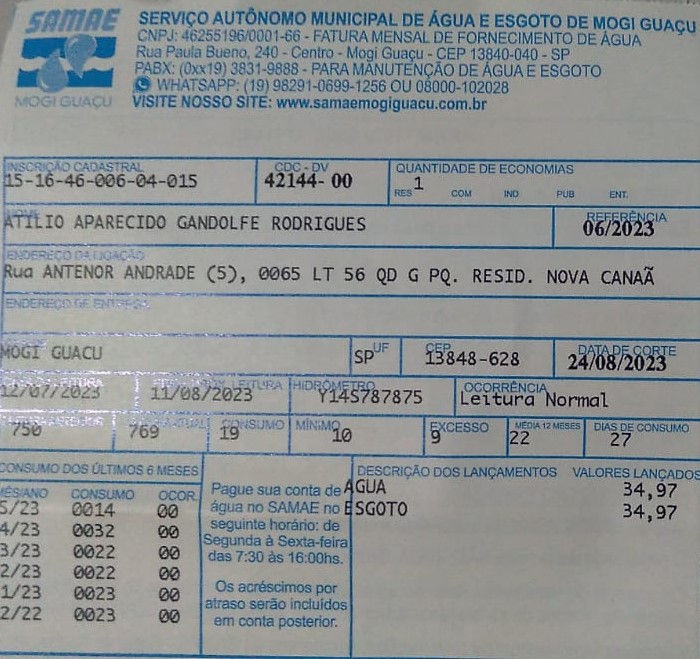 SAMAE
MOGI GUAÇU
SERVIÇO AUTÔNOMO MUNICIPAL DE ÁGUA E ESGOTO DE MOGI GUAÇU
CNPJ: 46255196/0001-66 - FATURA MENSAL DE FORNECIMENTO DE ÁGUA
Rua Paula Bueno, 240 - Centro - Mogi Guaçu - CEP 13840-040 - SP
PABX: (0xx19) 3831-9888 - PARA MANUTENÇÃO DE ÁGUA E ESGOTO
WHATSAPP: (19) 98291-0699-1256 OU 08000-102028
VISITE NOSSO SITE: www.samaemogiguacu.com.br
INSCRIÇÃO CADASTRAL CDC - DV QUANTIDADE DE ECONOMIAS
15-16-46-006-04-015 42144- 00 RES 1 COM IND PUB ENT.
NOME REFERÊNCIA
ATILIO APARECIDO GANDOLFE RODRIGUES 06/2023
ENDEREÇO DA LIGAÇÃO
Rua ANTENOR ANDRADE (5), 0065 LT 56 QD G PQ. RESID. NOVA CANAÃ
ENDEREÇO DE ENTREGA
UF CEP DATA DE CORTE
MOGI GUACU SP 13848-628 24/08/2023
LEITURA LEITURA HIDRÔMETRO OCORRÊNCIA
12/07/2023 11/08/2023 Y14S787875 Leitura Normal
CONSUMO MÍNIMO EXCESSO MÉDIA 12 MESES DIAS DE CONSUMO
750 769 19 10 9 22 27
CONSUMO DOS ÚLTIMOS 6 MESES
MÊS/ANO CONSUMO OCOR.
5/23 0014 00
4/23 0032 00
3/23 0022 00
2/23 0022 00
1/23 0023 00
2/22 0023 00
Pague sua conta de
água no SAMAE no
seguinte horário: de
Segunda à Sexta-feira
das 7:30 às 16:00hs.
Os acréscimos por
atraso serão incluídos
em conta posterior.
DESCRIÇÃO DOS LANÇAMENTOS VALORES LANÇADOS
AGUA 34,97
ESGOTO 34,97